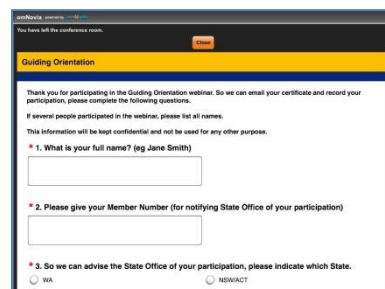 omNovia powered by
You have left the conference room.
Close
Guiding Orientation
Thank you for participating in the Guiding Orientation webinar. So we can email your certificate and record your
participation, please complete the following questions.
If several people participated in the webinar, please list all names.
This information will be kept confidential and not be used for any other purpose.
* 1. What is your full name? (eg Jane Smith)
* 2. Please give your Member Number (for notifying State Office of your participation)
* 3. So we can advise the State Office of your participation, please indicate which State.
WA NSW/ACT